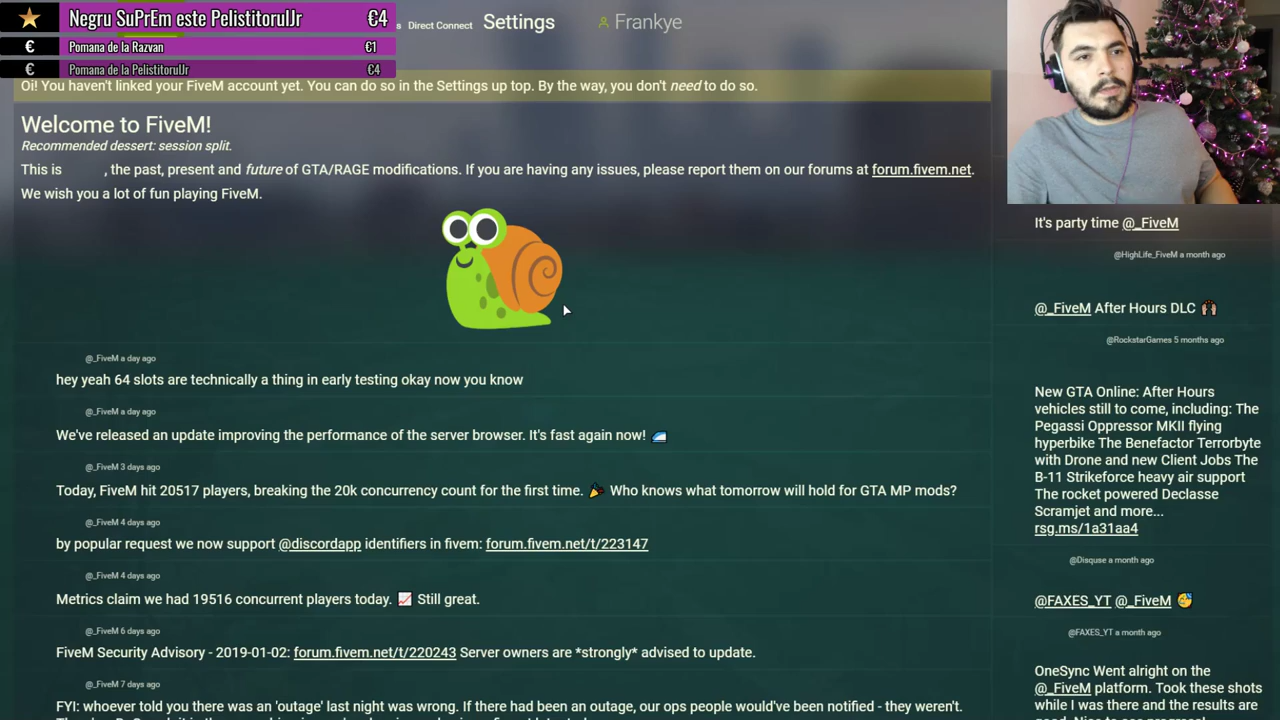 Negru SuPrEm este PelistitorulJr €4
€ Pomana de la Razvan €1
€ Pomana de la PelistitorulJr €4
Direct Connect Settings Frankye
Oi! You haven't linked your FiveM account yet. You can do so in the Settings up top. By the way, you don't need to do so.
Welcome to FiveM!
Recommended dessert: session split.
This is , the past, present and future of GTA/RAGE modifications. If you are having any issues, please report them on our forums at forum.fivem.net.
We wish you a lot of fun playing FiveM.
@_FiveM a day ago
hey yeah 64 slots are technically a thing in early testing okay now you know
@_FiveM a day ago
We've released an update improving the performance of the server browser. It's fast again now!
@_FiveM 3 days ago
Today, FiveM hit 20517 players, breaking the 20k concurrency count for the first time. Who knows what tomorrow will hold for GTA MP mods?
@_FiveM 4 days ago
by popular request we now support @discordapp identifiers in fivem: forum.fivem.net/t/223147
@_FiveM 4 days ago
Metrics claim we had 19516 concurrent players today. Still great.
@_FiveM 6 days ago
FiveM Security Advisory - 2019-01-02: forum.fivem.net/t/220243 Server owners are *strongly* advised to update.
@_FiveM 7 days ago
FYI: whoever told you there was an 'outage' last night was wrong. If there had been an outage, our ops people would've been notified - they weren't.
It's party time @_FiveM
@HighLife_FiveM a month ago
@_FiveM After Hours DLC
@RockstarGames 5 months ago
New GTA Online: After Hours
vehicles still to come, including: The
Pegassi Oppressor MKII flying
hyperbike The Benefactor Terrorbyte
with Drone and new Client Jobs The
B-11 Strikeforce heavy air support
The rocket powered Declasse
Scramjet and more...
rsg.ms/1a31aa4
@Disquse a month ago
@FAXES_YT @_FiveM
@FAXES_YT a month ago
OneSync Went alright on the
@_FiveM platform. Took these shots
while I was there and the results are